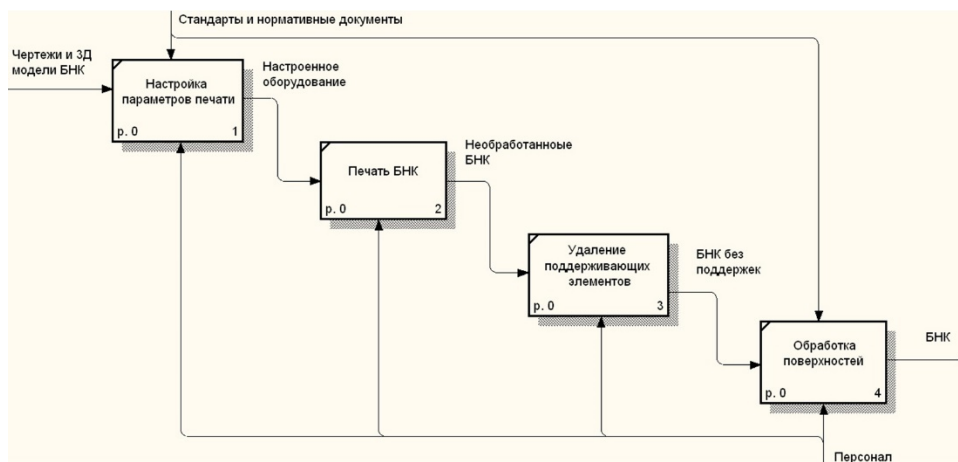 Стандарты и нормативные документы
Чертежи и 3Д
модели БНК
Настройка
параметров печати
р. 0 1
Настроенное
оборудование
Печать БНК
р. 0 2
Необработанноые
БНК
Удаление
поддерживающих
элементов
р. 0 3
БНК без
поддержек
Обработка
поверхностей
р. 0 4
БНК
Персонал